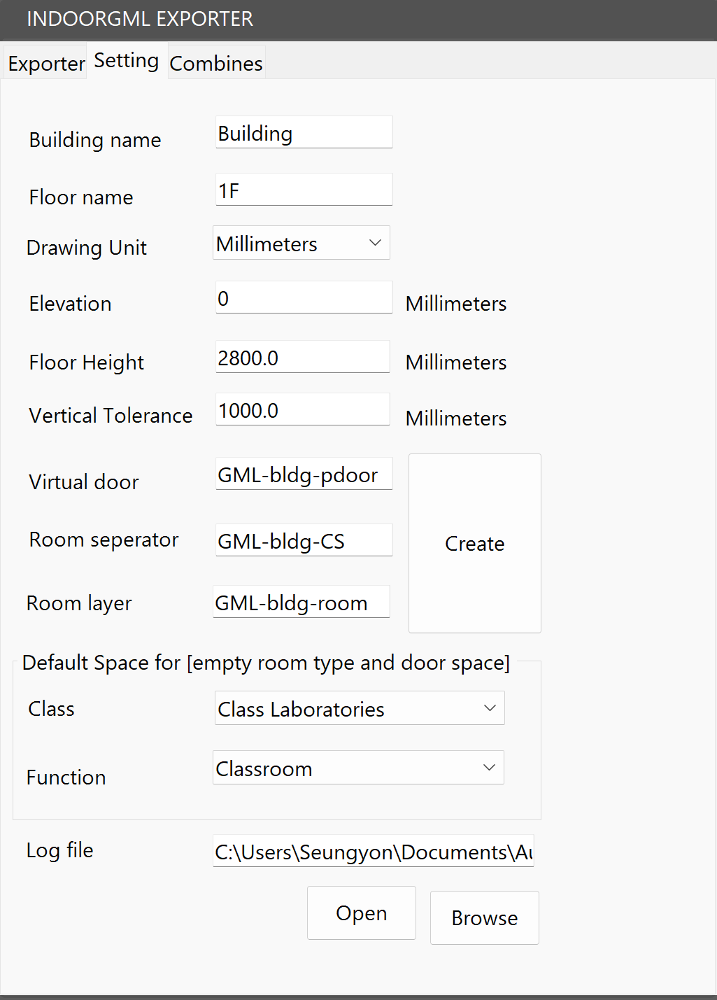 INDOORGML EXPORTER
Exporter Setting Combines
Building name Building
Floor name 1F
Drawing Unit Millimeters
Elevation 0 Millimeters
Floor Height 2800.0 Millimeters
Vertical Tolerance 1000.0 Millimeters
Virtual door GML-bldg-pdoor
Room seperator GML-bldg-CS
Create
Room layer GML-bldg-room
Default Space for [empty room type and door space]
Class Class Laboratories
Function Classroom
Log file C:\Users\Seungyon\Documents\Au
Open Browse